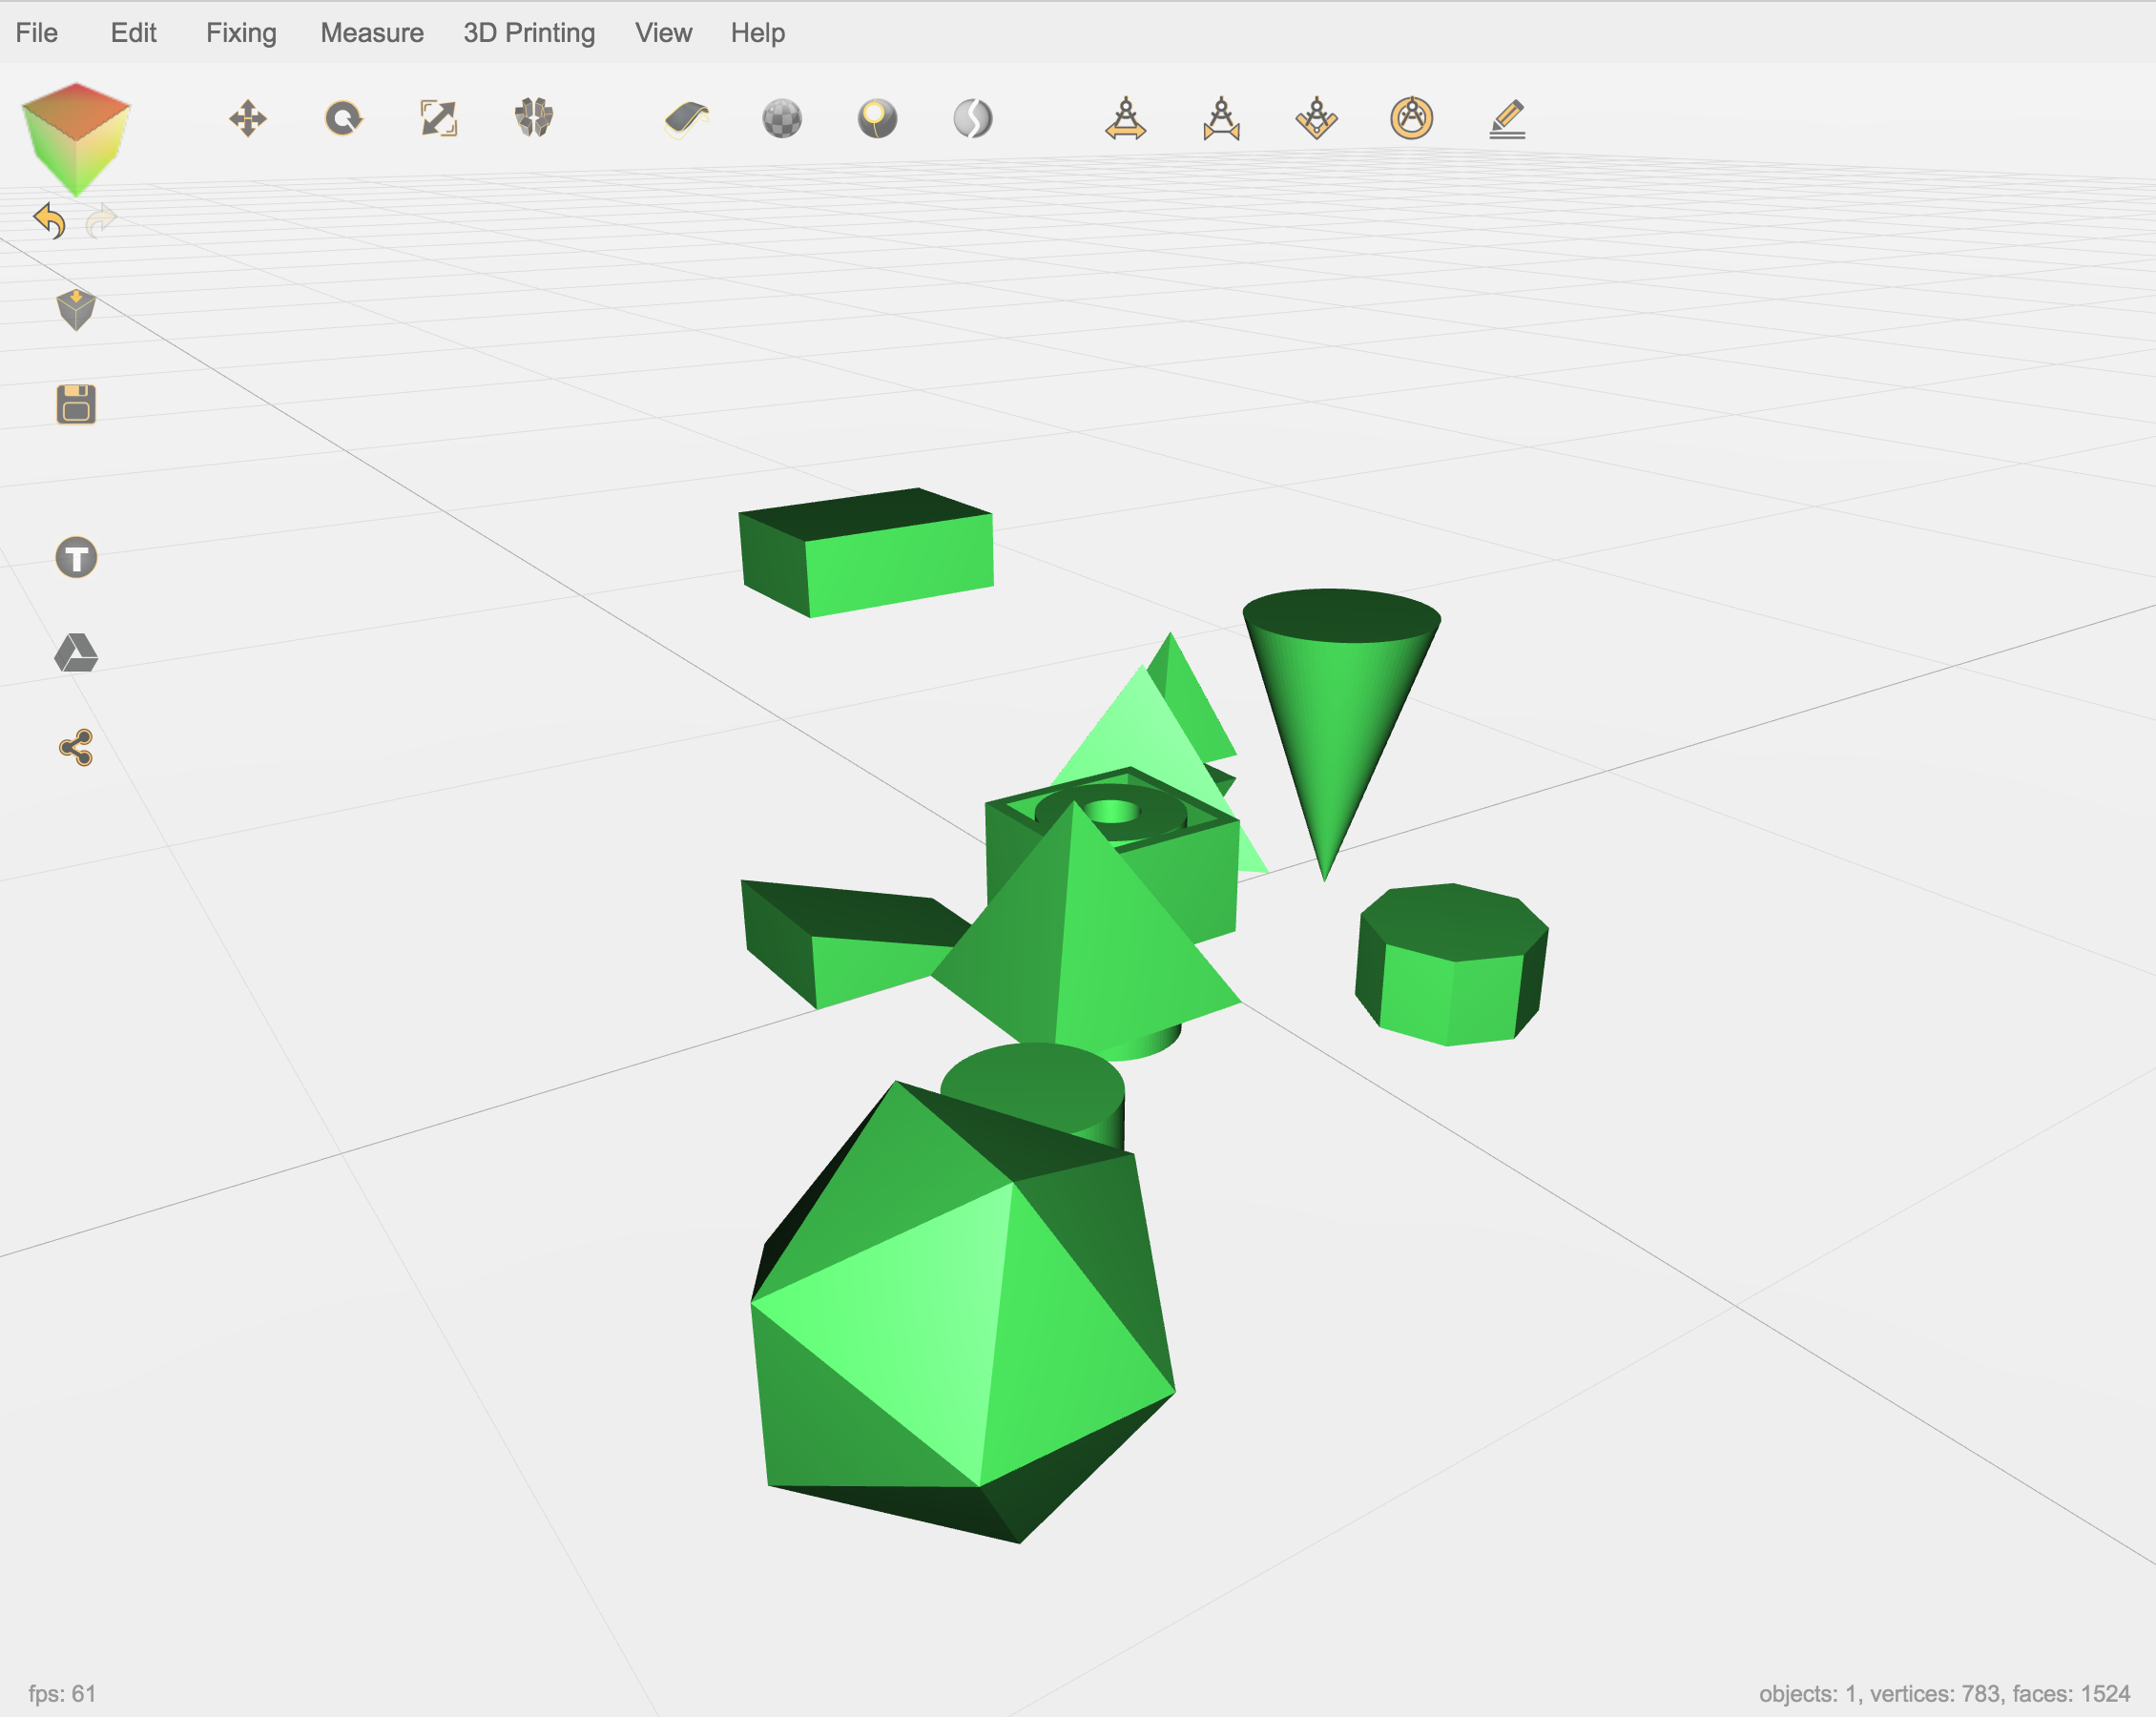 File Edit Fixing Measure 3D Printing View Help
T
fps: 61
objects: 1, vertices: 783, faces: 1524